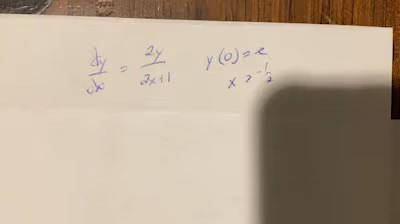 dy/dx = 2y/2x+1 y(0) = e
x > -1/2